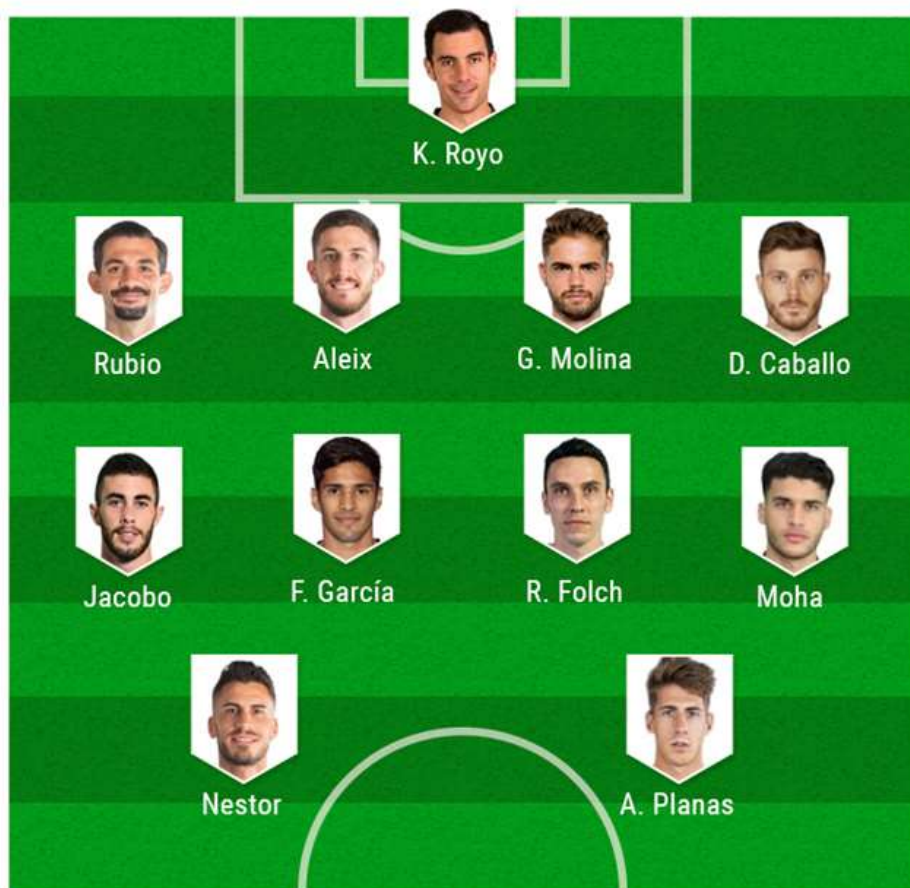 K. Royo
Rubio
Aleix
G. Molina
D. Caballo
Jacobo
F. García
R. Folch
Moha
Nestor
A. Planas